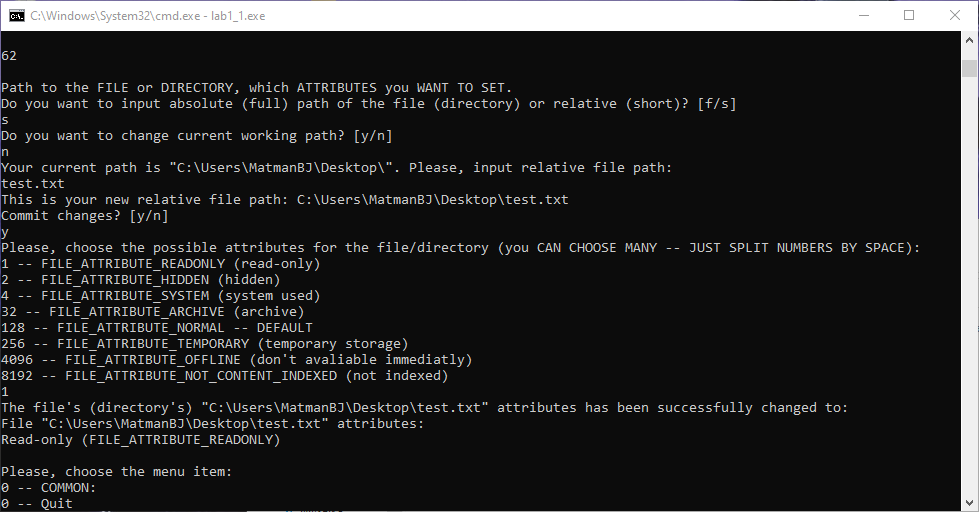 C:\Windows\System32\cmd.exe - lab1_1.exe
62
Path to the FILE or DIRECTORY, which ATTRIBUTES you WANT TO SET.
Do you want to input absolute (full) path of the file (directory) or relative (short)? [f/s]
s
Do you want to change current working path? [y/n]
n
Your current path is "C:\Users\MatmanBJ\Desktop\". Please, input relative file path:
test.txt
This is your new relative file path: C:\Users\MatmanBJ\Desktop\test.txt
Commit changes? [y/n]
y
Please, choose the possible attributes for the file/directory (you CAN CHOOSE MANY -- JUST SPLIT NUMBERS BY SPACE):
1 -- FILE_ATTRIBUTE_READONLY (read-only)
2 -- FILE_ATTRIBUTE_HIDDEN (hidden)
4 -- FILE_ATTRIBUTE_SYSTEM (system used)
32 -- FILE_ATTRIBUTE_ARCHIVE (archive)
128 -- FILE_ATTRIBUTE_NORMAL -- DEFAULT
256 -- FILE_ATTRIBUTE_TEMPORARY (temporary storage)
4096 -- FILE_ATTRIBUTE_OFFLINE (don't avaliable immediatly)
8192 -- FILE_ATTRIBUTE_NOT_CONTENT_INDEXED (not indexed)
1
The file's (directory's) "C:\Users\MatmanBJ\Desktop\test.txt" attributes has been successfully changed to:
File "C:\Users\MatmanBJ\Desktop\test.txt" attributes:
Read-only (FILE_ATTRIBUTE_READONLY)
Please, choose the menu item:
0 -- COMMON:
0 -- Quit